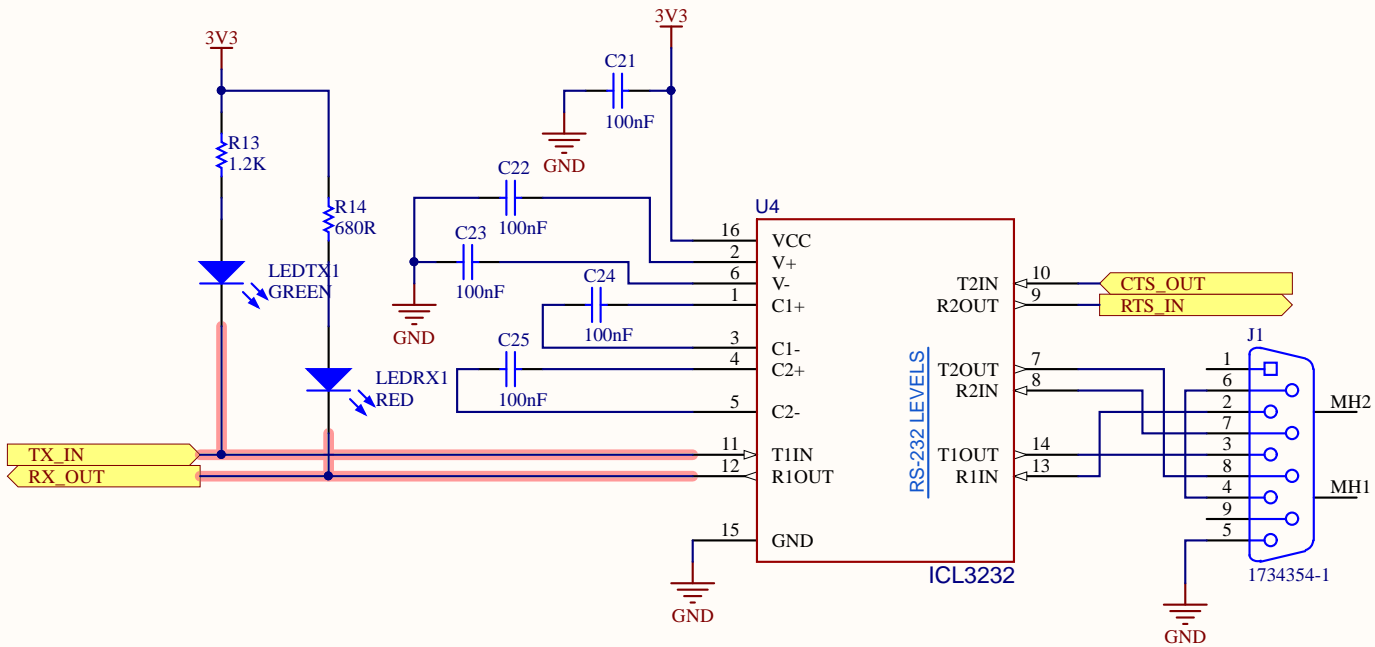 3V3
3V3
C21
100nF
GND
R13
1.2K
R14
680R
LEDTX1
GREEN
LEDRX1
RED
C22
100nF
C23
100nF
GND
C24
100nF
C25
100nF
U4
16 VCC
2 V+
6 V-
1 C1+
3 C1-
4 C2+
5 C2-
11 T1IN
12 R1OUT
15 GND
T2IN 10
R2OUT 9
T2OUT 7
R2IN 8
T1OUT 14
R1IN 13
RS-232 LEVELS
ICL3232
GND
TX_IN
RX_OUT
CTS_OUT
RTS_IN
J1
1
6
2
7
3
8
4
9
5
MH2
MH1
1734354-1
GND